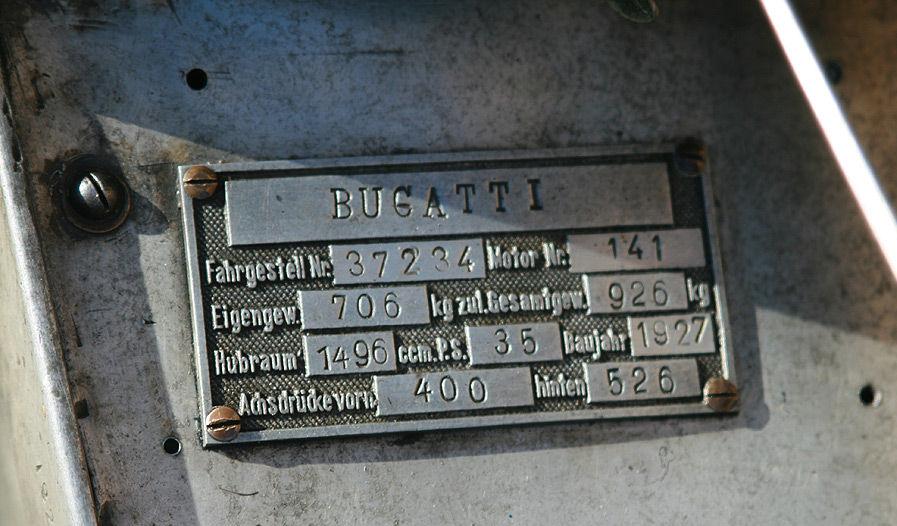 BUGATTI
Fahrgestell Nr. 37234 Motor Nr. 141
Eigengew. 706 kg zul. Gesamtgew. 926 kg
Hubraum 1496 ccm. P.S. 35 Baujahr 1927
Achsdrücke vorn: 400 hinten 526